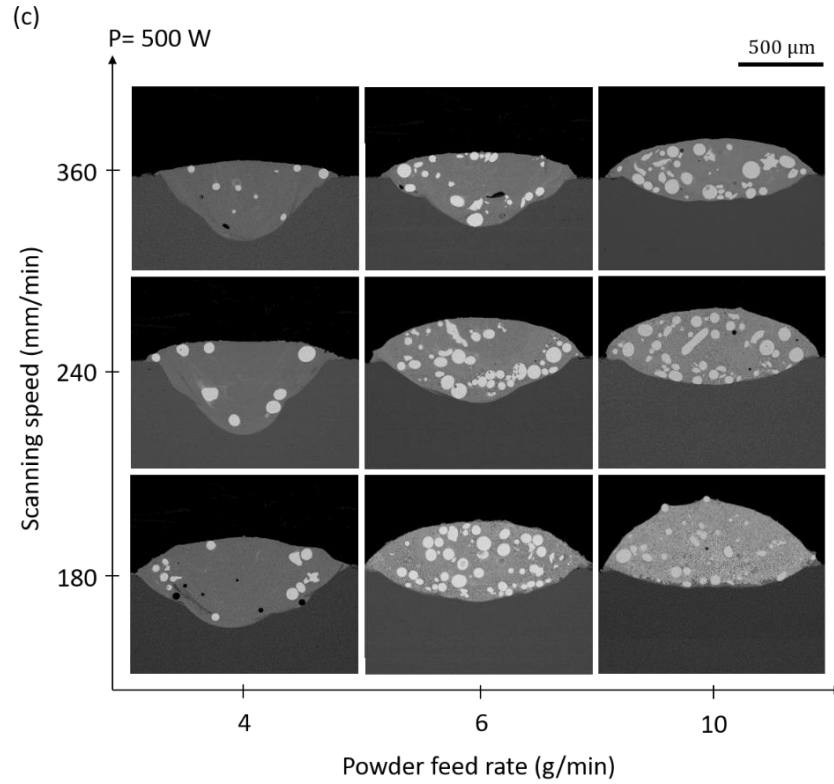 (c)
P= 500 W
500 μm
360
240
180
Scanning speed (mm/min)
4
6
10
Powder feed rate (g/min)